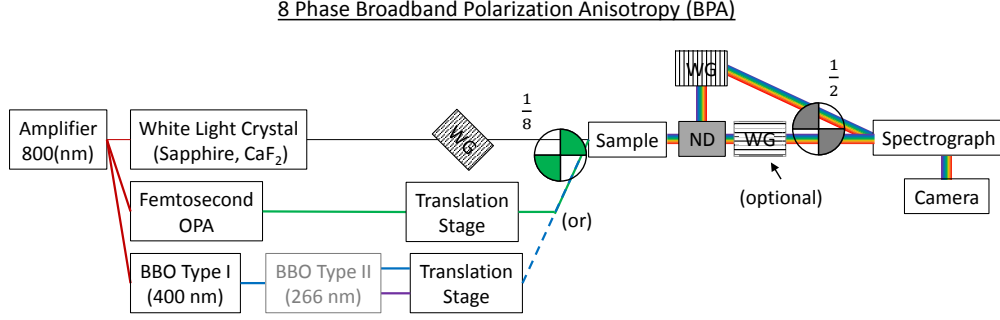 8 Phase Broadband Polarization Anisotropy (BPA)
Amplifier
800(nm)
White Light Crystal
(Sapphire, CaF₂)
WG
1
8
Sample
WG
ND
WG
(optional)
1
2
Spectrograph
Camera
Femtosecond
OPA
Translation
Stage
(or)
BBO Type I
(400 nm)
BBO Type II
(266 nm)
Translation
Stage